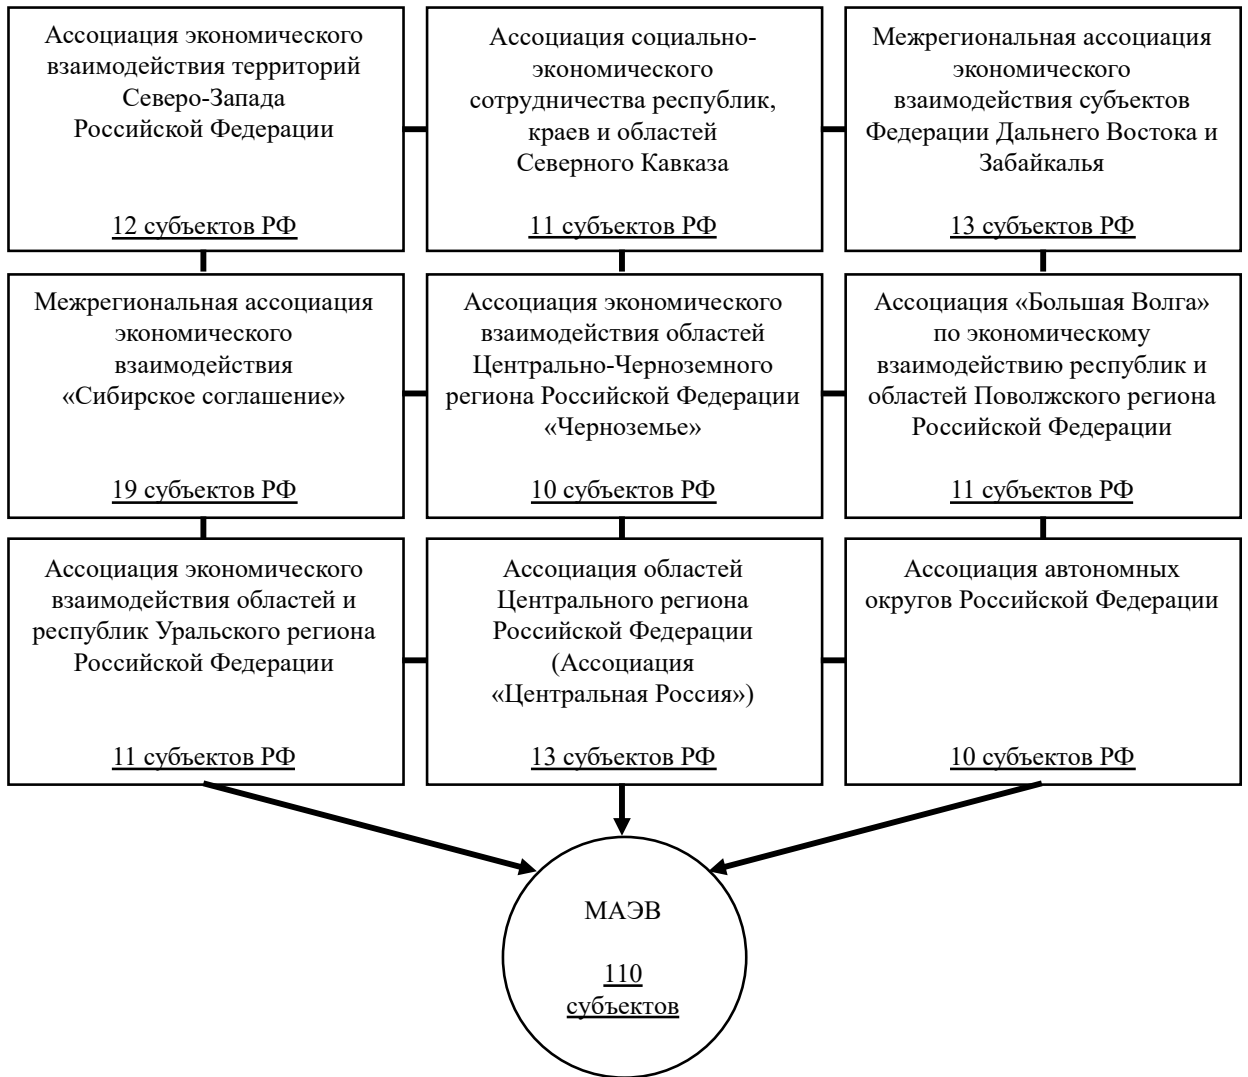 Ассоциация экономического
взаимодействия территорий
Северо-Запада
Российской Федерации
12 субъектов РФ
Ассоциация социально-
экономического
сотрудничества республик,
краев и областей
Северного Кавказа
11 субъектов РФ
Межрегиональная ассоциация
экономического
взаимодействия субъектов
Федерации Дальнего Востока и
Забайкалья
13 субъектов РФ
Межрегиональная ассоциация
экономического
взаимодействия
«Сибирское соглашение»
19 субъектов РФ
Ассоциация экономического
взаимодействия областей
Центрально-Черноземного
региона Российской Федерации
«Черноземье»
10 субъектов РФ
Ассоциация «Большая Волга»
по экономическому
взаимодействию республик и
областей Поволжского региона
Российской Федерации
11 субъектов РФ
Ассоциация экономического
взаимодействия областей и
республик Уральского региона
Российской Федерации
11 субъектов РФ
Ассоциация областей
Центрального региона
Российской Федерации
(Ассоциация
«Центральная Россия»)
13 субъектов РФ
Ассоциация автономных
округов Российской Федерации
10 субъектов РФ
МАЭВ
110
субъектов